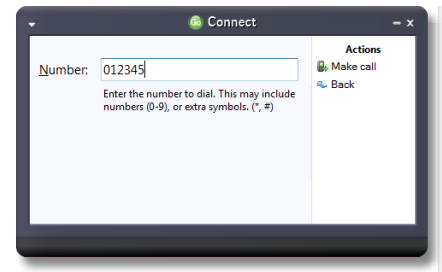 Go Connect
Actions
Number: 012345
Make call
Back
Enter the number to dial. This may include
numbers (0-9), or extra symbols. (*, #)